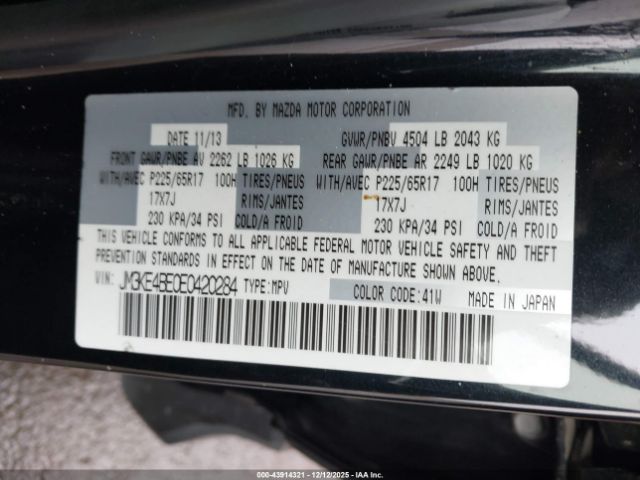 MFD. BY MAZDA MOTOR CORPORATION
DATE 11/13 GVWR/PNBV 4504 LB 2043 KG
FRONT GAWR/PNBE AV 2262 LB 1026 KG REAR GAWR/PNBE AR 2249 LB 1020 KG
WITH/AVEC P225/65R17 100H TIRES/PNEUS WITH/AVEC P225/65R17 100H TIRES/PNEUS
17X7J RIMS/JANTES 17X7J RIMS/JANTES
230 KPA/34 PSI COLD/A FROID 230 KPA/34 PSI COLD/A FROID
THIS VEHICLE CONFORMS TO ALL APPLICABLE FEDERAL MOTOR VEHICLE SAFETY AND THEFT
PREVENTION STANDARDS IN EFFECT ON THE DATE OF MANUFACTURE SHOWN ABOVE.
VIN: JM3KE4BE0E0420284 TYPE:MPV COLOR CODE:41W MADE IN JAPAN
000-43914321 - 12/12/2025 - IAAI.COM